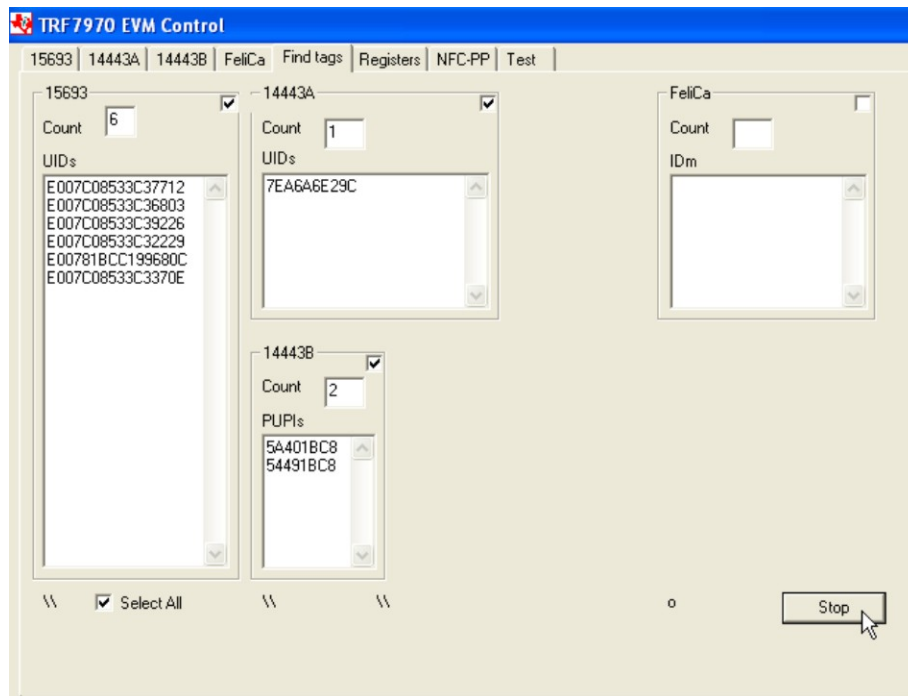 TRF7970 EVM Control
15693 14443A 14443B FeliCa Find tags Registers NFC-PP Test
15693
Count 6
UIDs
E007C08533C37712
E007C08533C36803
E007C08533C39226
E007C08533C32229
E00781BCC199680C
E007C08533C3370E
14443A
Count 1
UIDs
7EA6A6E29C
14443B
Count 2
PUPIs
5A401BC8
54491BC8
FeliCa
Count
IDm
\\ Select All \\ \\ o Stop